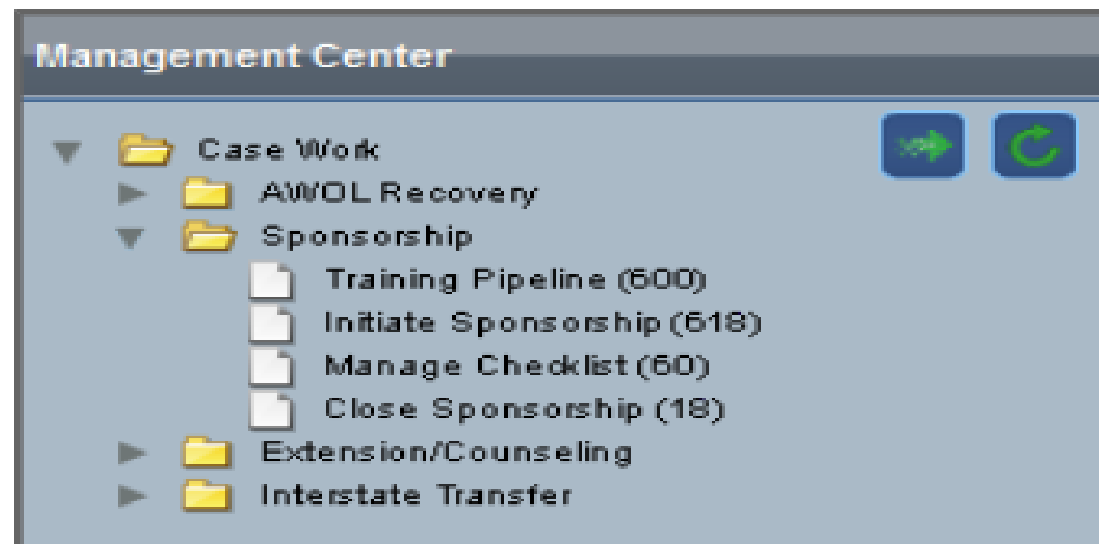 Management Center
Case Work
AWOL Recovery
Sponsorship
Training Pipeline (600)
Initiate Sponsorship (618)
Manage Checklist (60)
Close Sponsorship (18)
Extension/Counseling
Interstate Transfer